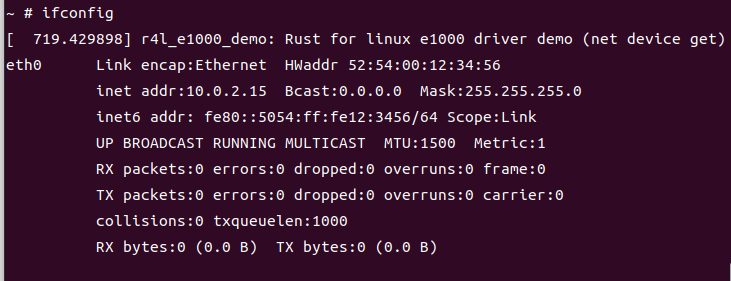 ~ # ifconfig
[  719.429898] r4l_e1000_demo: Rust for linux e1000 driver demo (net device get)
eth0      Link encap:Ethernet  HWaddr 52:54:00:12:34:56
          inet addr:10.0.2.15  Bcast:0.0.0.0  Mask:255.255.255.0
          inet6 addr: fe80::5054:ff:fe12:3456/64 Scope:Link
          UP BROADCAST RUNNING MULTICAST  MTU:1500  Metric:1
          RX packets:0 errors:0 dropped:0 overruns:0 frame:0
          TX packets:0 errors:0 dropped:0 overruns:0 carrier:0
          collisions:0 txqueuelen:1000
          RX bytes:0 (0.0 B)  TX bytes:0 (0.0 B)